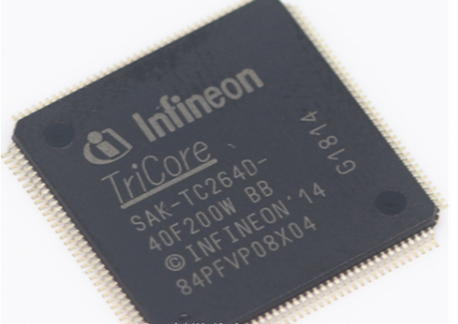 Infineon
TriCore
SAK-TC264D-
40F200W BB
© INFINEON '14
84PFVP08X04
G1814